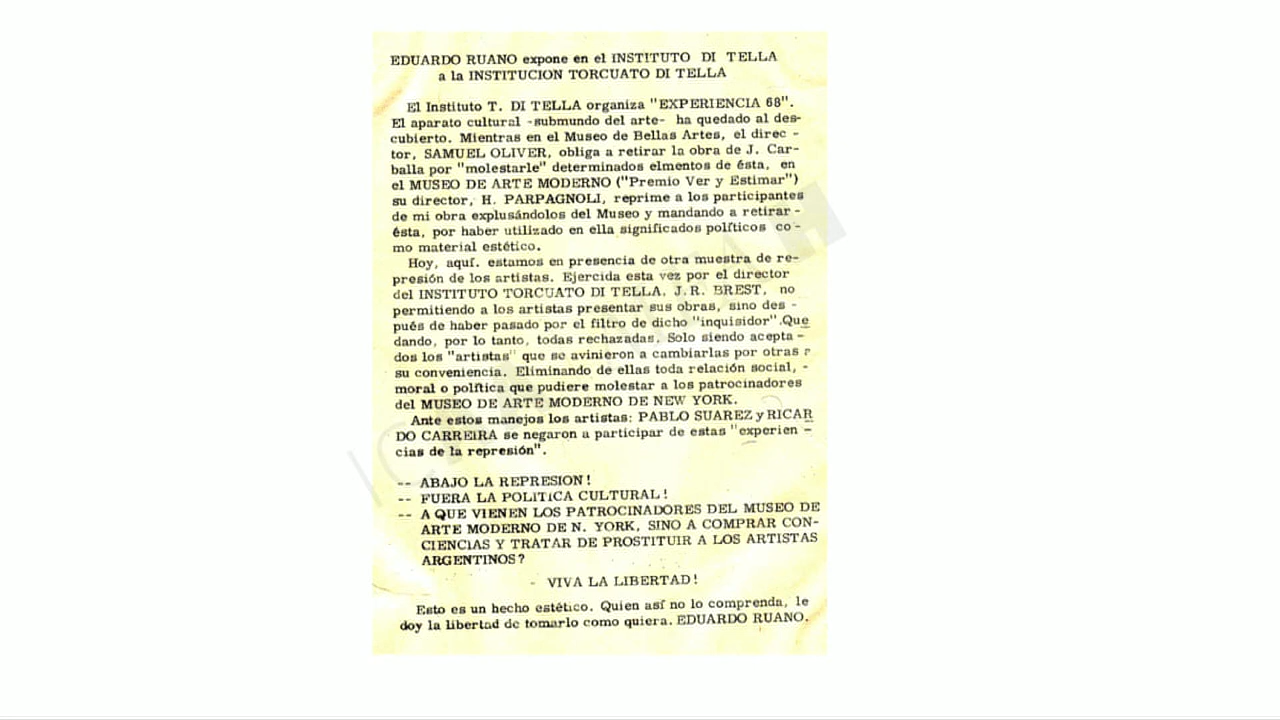 EDUARDO RUANO expone en el INSTITUTO DI TELLA
a la INSTITUCION TORCUATO DI TELLA
El Instituto T. DI TELLA organiza "EXPERIENCIA 68".
El aparato cultural -submundo del arte- ha quedado al des-
cubierto. Mientras en el Museo de Bellas Artes, el direc -
tor, SAMUEL OLIVER, obliga a retirar la obra de J. Car-
balla por "molestarle" determinados elmentos de ésta, en
el MUSEO DE ARTE MODERNO ("Premio Ver y Estimar")
su director, H. PARPAGNOLI, reprime a los participantes
de mi obra explusándolos del Museo y mandando a retirar -
ésta, por haber utilizado en ella significados políticos co -
mo material estético.
Hoy, aquí. estamos en presencia de otra muestra de re-
presión de los artistas. Ejercida esta vez por el director
del INSTITUTO TORCUATO DI TELLA, J.R. BREST, no
permitiendo a los artistas presentar sus obras, sino des -
pués de haber pasado por el filtro de dicho "inquisidor".Que
dando, por lo tanto, todas rechazadas. Solo siendo acepta -
dos los "artistas" que se avinieron a cambiarlas por otras r
su conveniencia. Eliminando de ellas toda relación social, -
moral o política que pudiere molestar a los patrocinadores
del MUSEO DE ARTE MODERNO DE NEW YORK.
Ante estos manejos los artistas: PABLO SUAREZ y RICAR
DO CARREIRA se negaron a participar de estas "experien -
cias de la represión".
-- ABAJO LA REPRESION!
-- FUERA LA POLITICA CULTURAL!
-- A QUE VIENEN LOS PATROCINADORES DEL MUSEO DE
ARTE MODERNO DE N. YORK, SINO A COMPRAR CON-
CIENCIAS Y TRATAR DE PROSTITUIR A LOS ARTISTAS
ARGENTINOS?
- VIVA LA LIBERTAD!
Esto es un hecho estético. Quien así no lo comprenda, le
doy la libertad de tomarlo como quiera. EDUARDO RUANO.